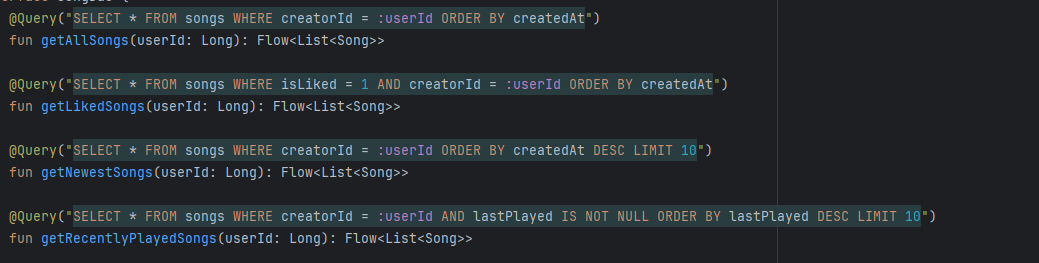 @Query("SELECT * FROM songs WHERE creatorId = :userId ORDER BY createdAt")
fun getAllSongs(userId: Long): Flow<List<Song>>
@Query("SELECT * FROM songs WHERE isLiked = 1 AND creatorId = :userId ORDER BY createdAt")
fun getLikedSongs(userId: Long): Flow<List<Song>>
@Query("SELECT * FROM songs WHERE creatorId = :userId ORDER BY createdAt DESC LIMIT 10")
fun getNewestSongs(userId: Long): Flow<List<Song>>
@Query("SELECT * FROM songs WHERE creatorId = :userId AND lastPlayed IS NOT NULL ORDER BY lastPlayed DESC LIMIT 10")
fun getRecentlyPlayedSongs(userId: Long): Flow<List<Song>>